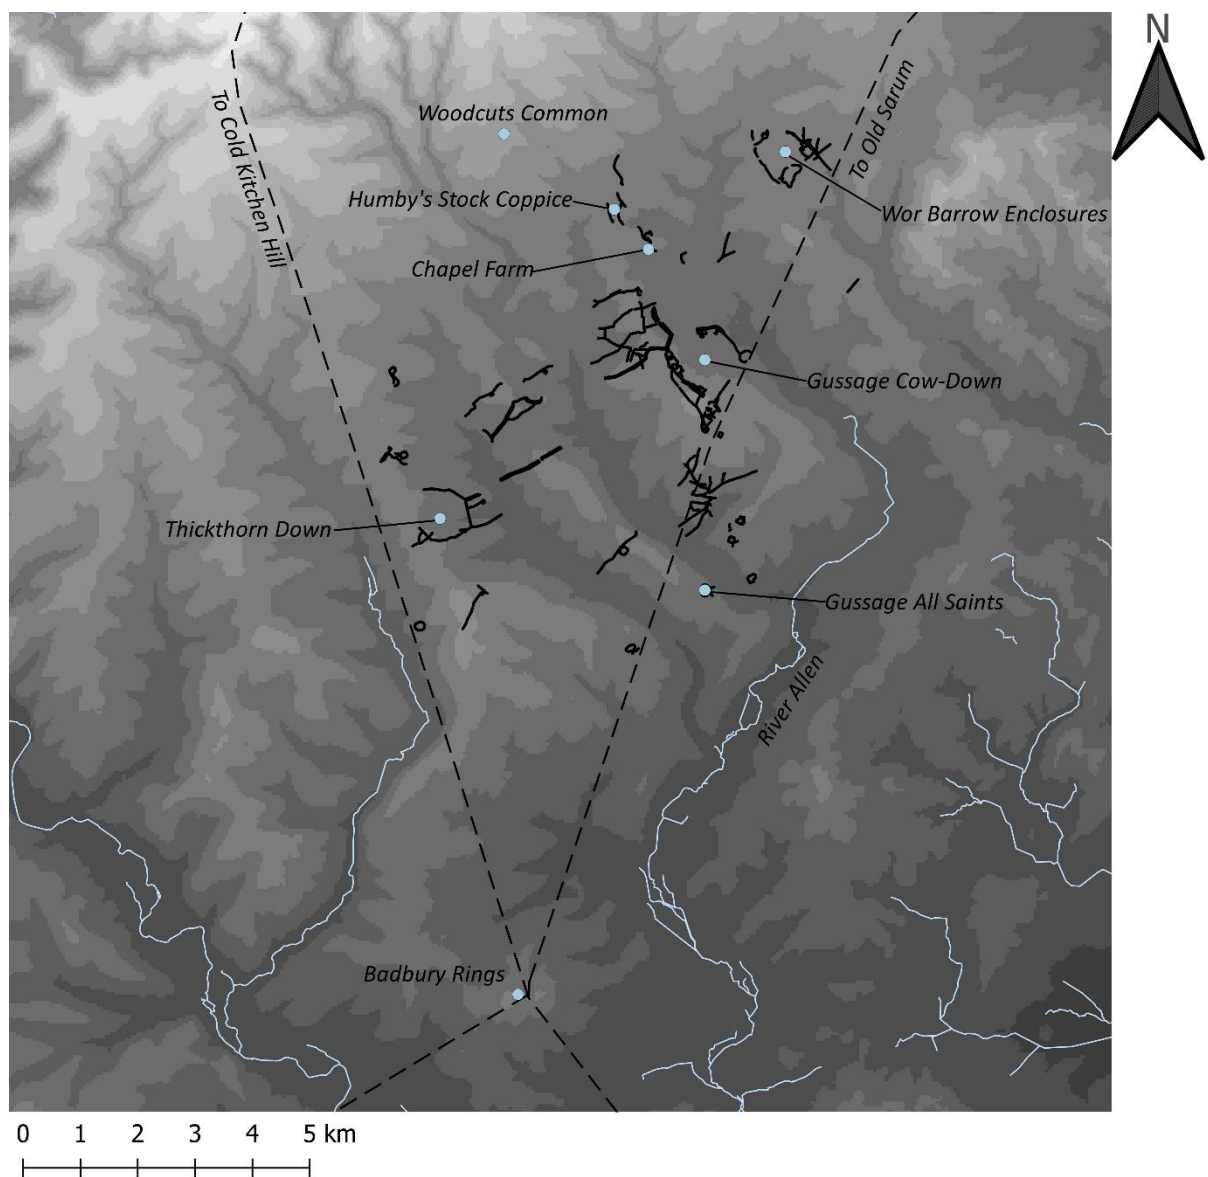 N
To Cold Kitchen Hill
To Old Sarum
Woodcuts Common
Humby's Stock Coppice
Wor Barrow Enclosures
Chapel Farm
Gussage Cow-Down
Thickthorn Down
Gussage All Saints
River Allen
Badbury Rings
0 1 2 3 4 5 km